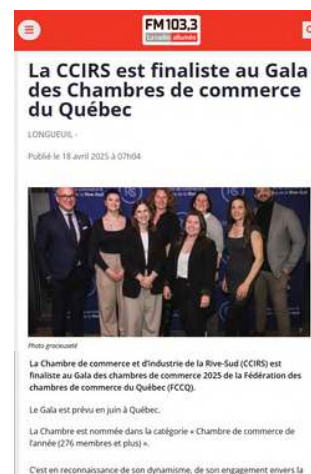 FM103,3
La radio allumée
La CCIRS est finaliste au Gala
des Chambres de commerce
du Québec
LONGUEUIL -
Publié le 18 avril 2025 à 07h04
Photo gracieuseté
La Chambre de commerce et d'industrie de la Rive-Sud (CCIRS) est
finaliste au Gala des chambres de commerce 2025 de la Fédération des
chambres de commerce du Québec (FCCQ).
Le Gala est prévu en juin à Québec.
La Chambre est nommée dans la catégorie « Chambre de commerce de
l'année (276 membres et plus) ».
C'est en reconnaissance de son dynamisme, de son engagement envers la